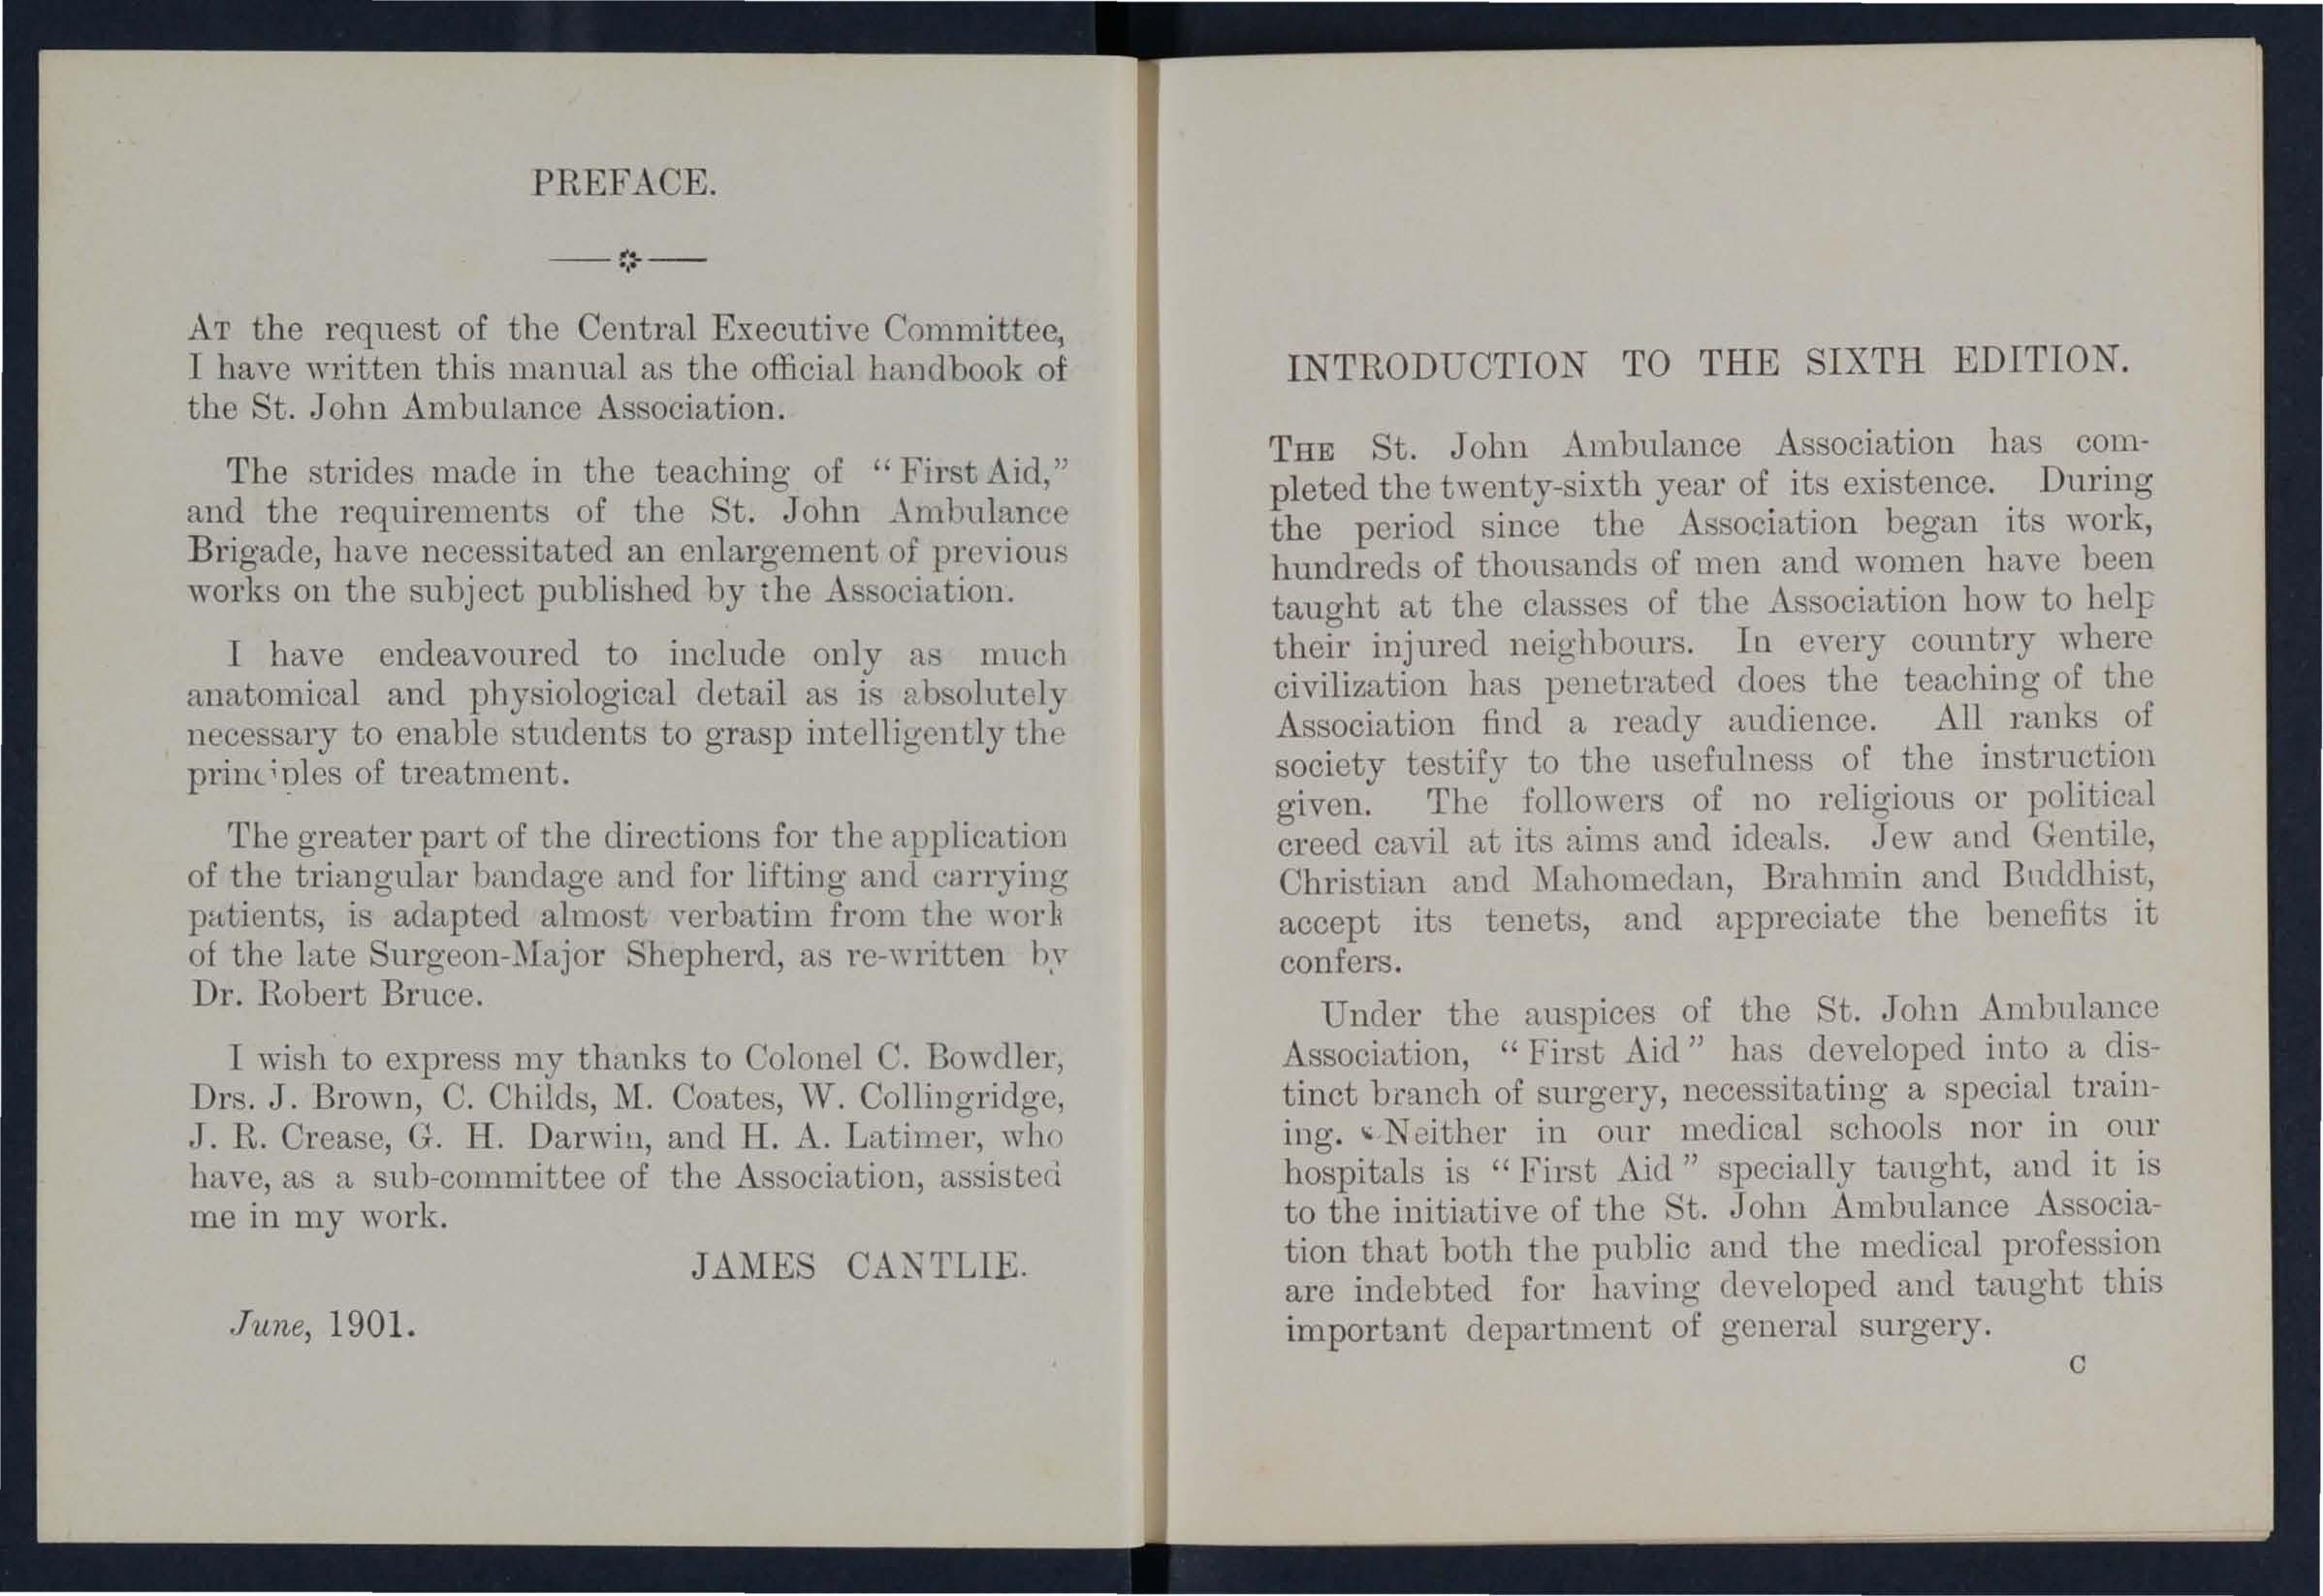 PREFACE.
AT the request of the Central Executive Committee,
I have written this manual as the official handbook of
the St. John Ambulance Association.
The strides made in the teaching of “First Aid,”
and the requirements of the St. John Ambulance
Brigade, have necessitated an enlargement of previous
works on the subject published by the Association.
I have endeavoured to include only as much
anatomical and physiological detail as is absolutely
necessary to enable students to grasp intelligently the
principles of treatment.
The greater part of the directions for the application
of the triangular bandage and for lifting and carrying
patients, is adapted almost verbatim from the work
of the late Surgeon-Major Shepherd, as re-written by
Dr. Robert Bruce.
I wish to express my thanks to Colonel C. Bowdler,
Drs. J. Brown, C. Childs, M. Coates, W. Collingridge,
J. R. Crease, G. H. Darwin, and H. A. Latimer, who
have, as a sub-committee of the Association, assisted
me in my work.
JAMES CANTLIE.
June, 1901.
INTRODUCTION TO THE SIXTH EDITION.
THE St. John Ambulance Association has com-
pleted the twenty-sixth year of its existence. During
the period since the Association began its work,
hundreds of thousands of men and women have been
taught at the classes of the Association how to help
their injured neighbours. In every country where
civilization has penetrated does the teaching of the
Association find a ready audience. All ranks of
society testify to the usefulness of the instruction
given. The followers of no religious or political
creed cavil at its aims and ideals. Jew and Gentile,
Christian and Mahomedan, Brahmin and Buddhist,
accept its tenets, and appreciate the benefits it
confers.
Under the auspices of the St. John Ambulance
Association, “First Aid” has developed into a dis-
tinct branch of surgery, necessitating a special train-
ing. Neither in our medical schools nor in our
hospitals is “First Aid” specially taught, and it is
to the initiative of the St. John Ambulance Associa-
tion that both the public and the medical profession
are indebted for having developed and taught this
important department of general surgery.
C